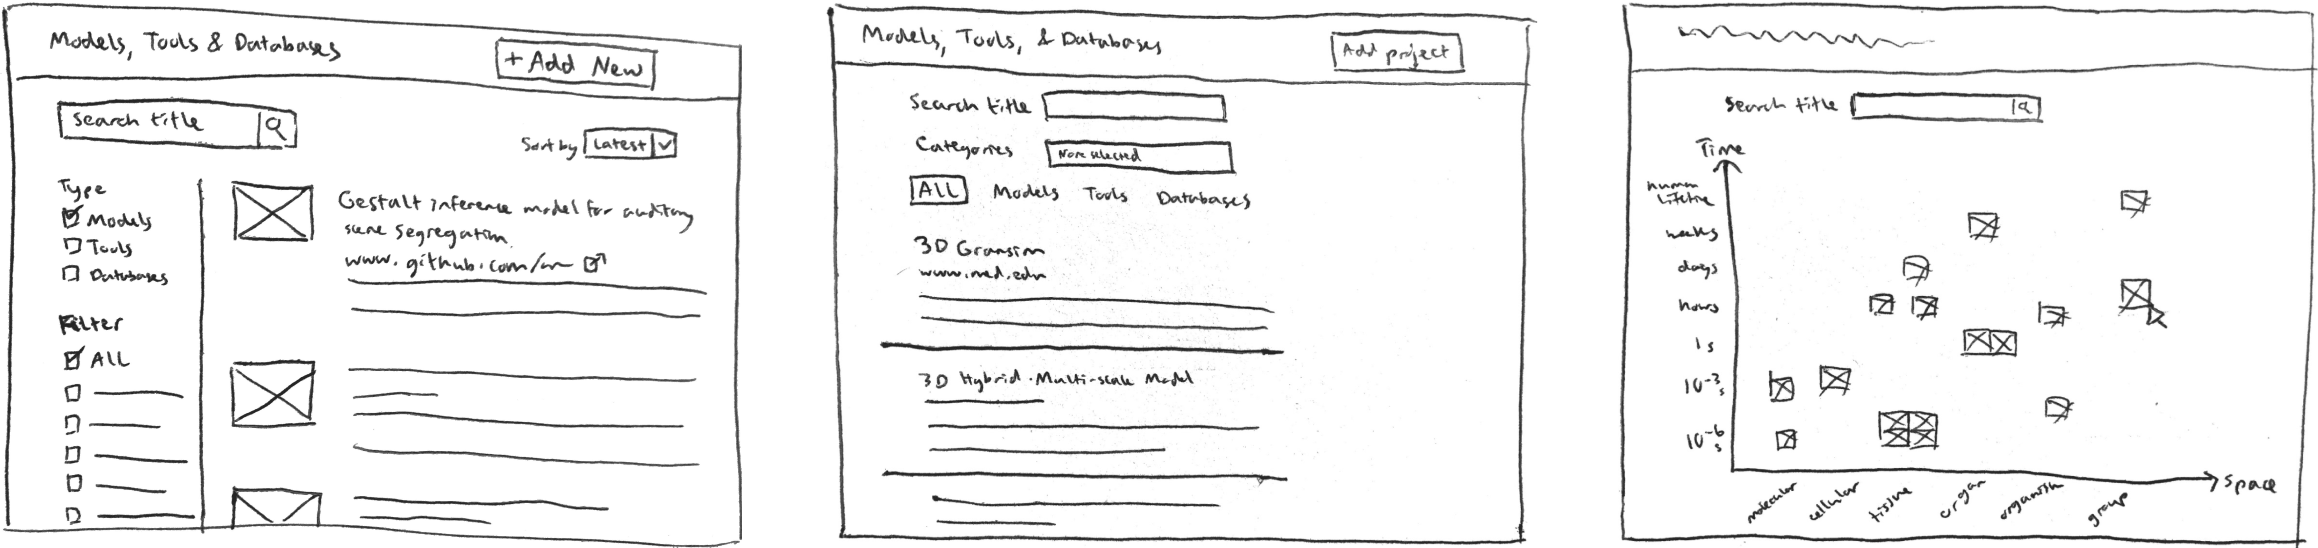 Models, Tools & Databases
+ Add New
Search title
Sort by Latest
Type
Models
Tools
Databases
Filter
ALL
Gestalt inference model for auditory
scene segregation.
www.github.com/
Models, Tools, & Databases
Add project
Search title
Categories None selected
ALL Models Tools Databases
3D Gransim
www.med.edu
3D Hybrid Multi-scale Model
Search title
Time
human
lifetime
weeks
days
hours
1 s
10⁻³ s
10⁻⁶ s
space
molecular
cellular
tissue
organ
organism
group